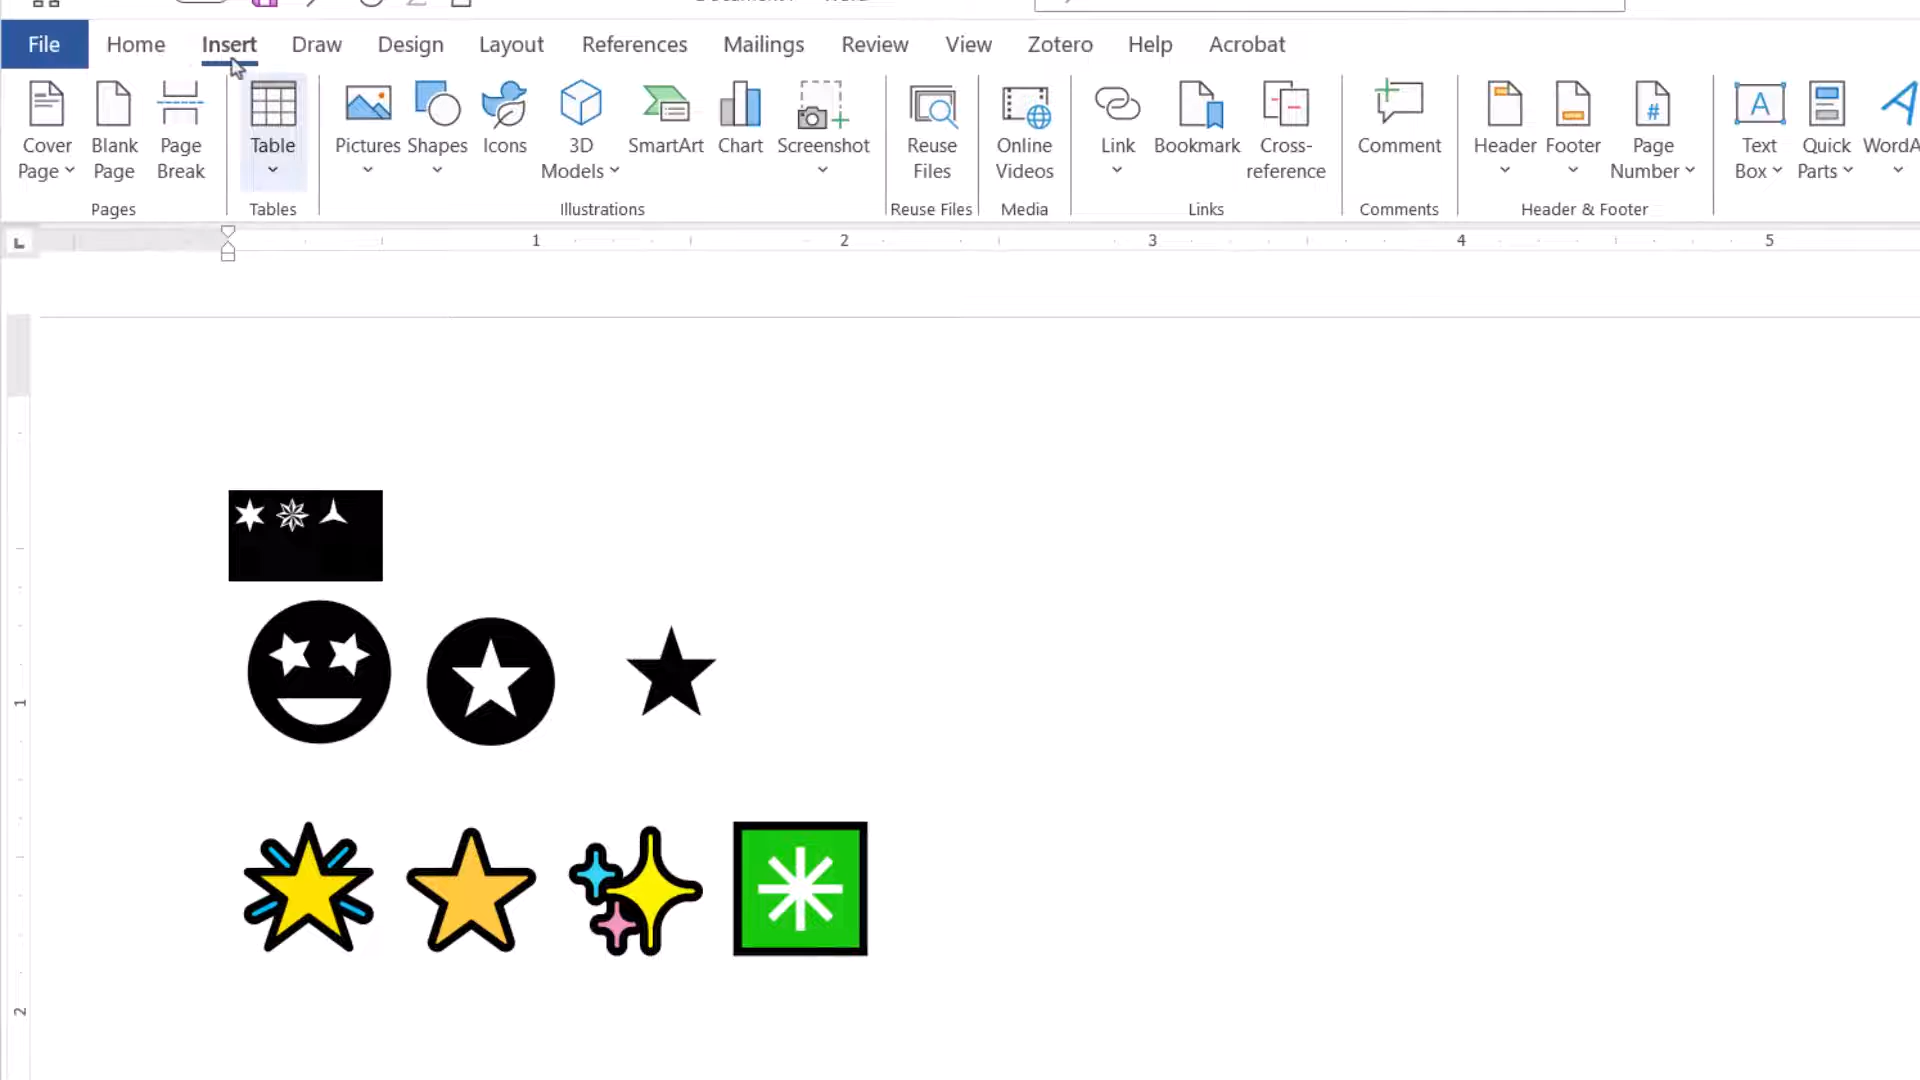 File Home Insert Draw Design Layout References Mailings Review View Zotero Help Acrobat
Cover Page Blank Page Page Break Table Pictures Shapes Icons 3D Models SmartArt Chart Screenshot Reuse Files Online Videos Link Bookmark Cross-reference Comment Header Footer Page Number Text Box Quick Parts WordA
Pages Tables Illustrations Reuse Files Media Links Comments Header & Footer
L 1 2 3 4 5
1
2